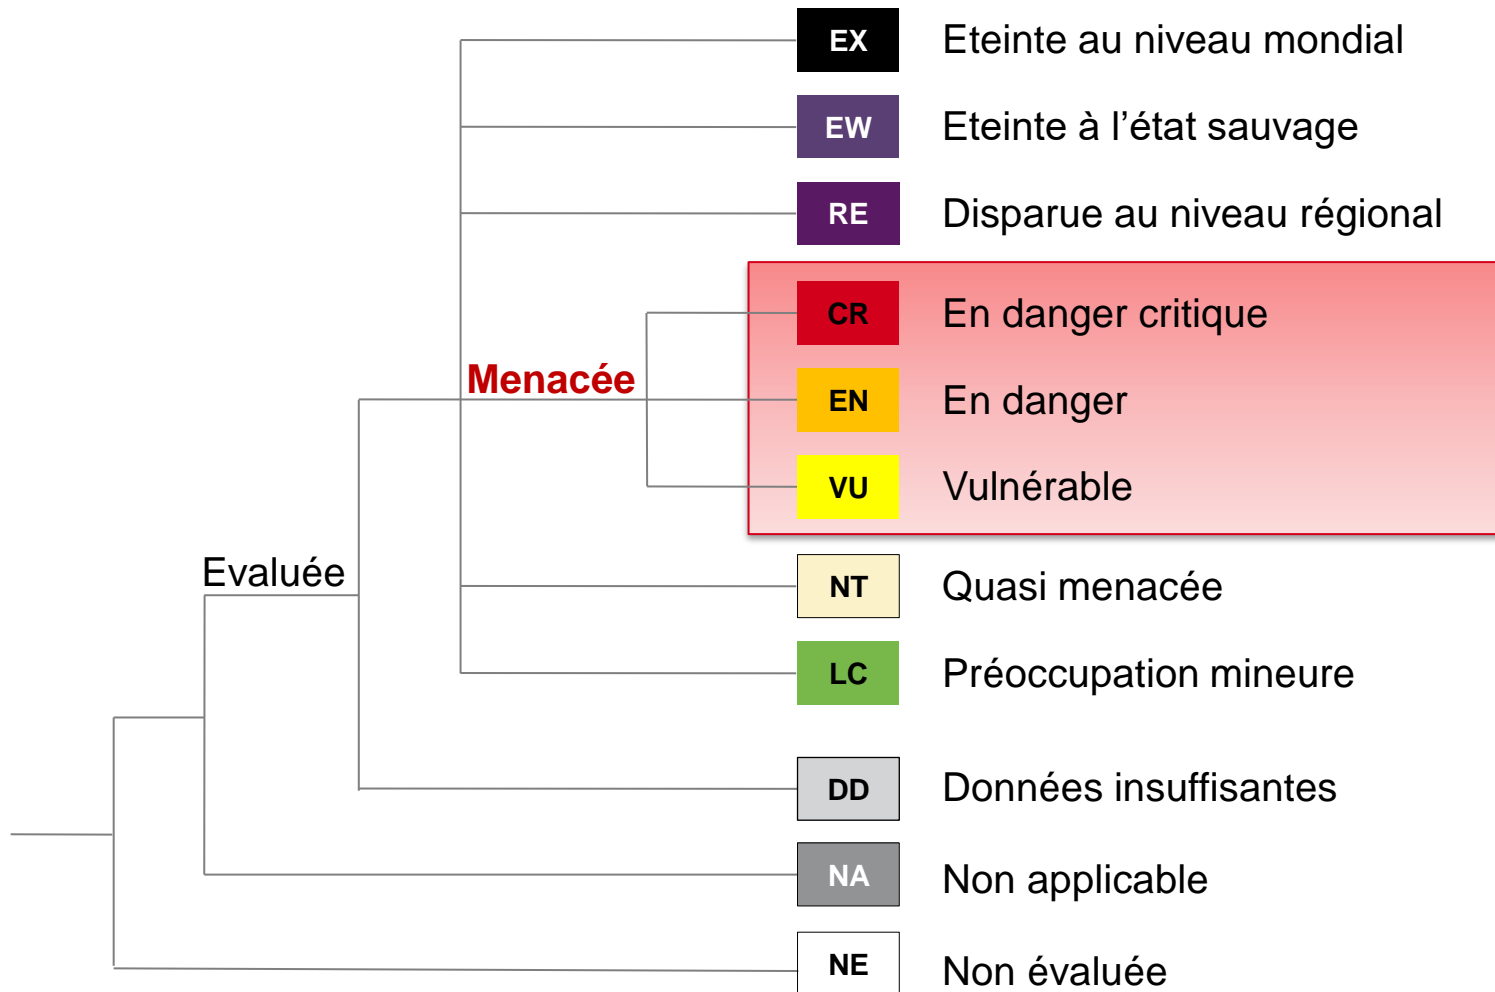 EX Eteinte au niveau mondial
EW Eteinte à l’état sauvage
RE Disparue au niveau régional
CR En danger critique
Menacée
EN En danger
VU Vulnérable
Evaluée
NT Quasi menacée
LC Préoccupation mineure
DD Données insuffisantes
NA Non applicable
NE Non évaluée